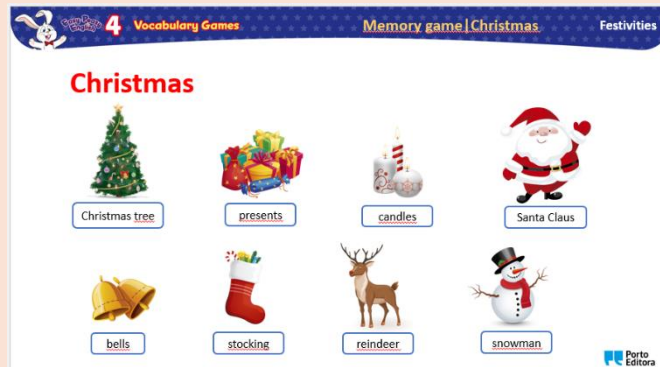 Fairy Bunny English 4 Vocabulary Games Memory game|Christmas Festivities
Christmas
Christmas tree presents candles Santa Claus
bells stocking reindeer snowman
Porto
Editora